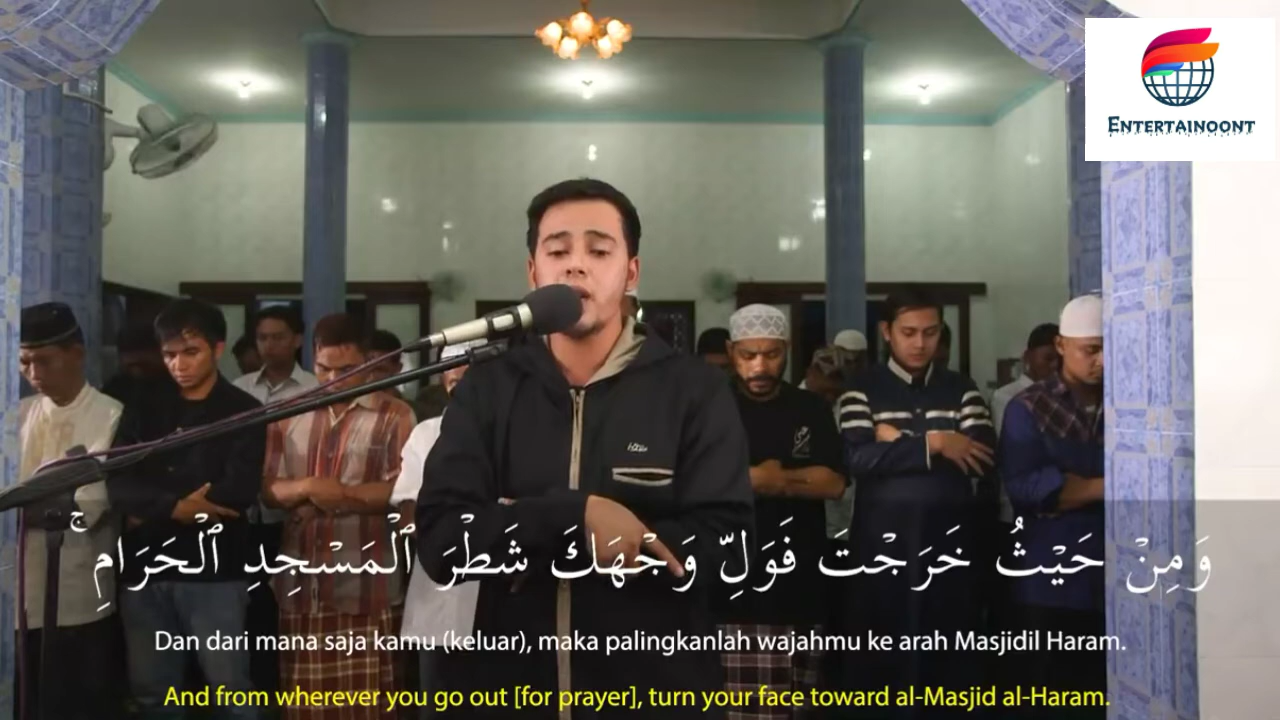 ENTERTAINOONT
وَمِنْ حَيْثُ خَرَجْتَ فَوَلِّ وَجْهَكَ شَطْرَ ٱلْمَسْجِدِ ٱلْحَرَامِ ۚ
Dan dari mana saja kamu (keluar), maka palingkanlah wajahmu ke arah Masjidil Haram.
And from wherever you go out [for prayer], turn your face toward al-Masjid al-Haram.